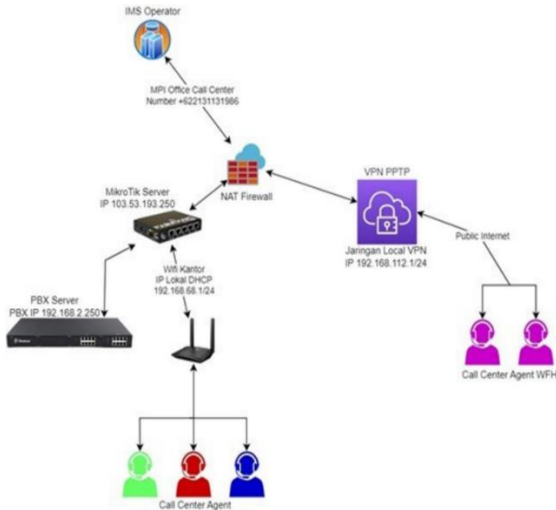 IMS Operator
MPI Office Call Center
Number +622131131986
NAT Firewall
MikroTik Server
IP 103.53.193.250
VPN PPTP
Jaringan Local VPN
IP 192.168.112.1/24
Public Internet
Wifi Kantor
IP Lokal DHCP
192.168.68.1/24
PBX Server
PBX IP 192.168.2.250
Call Center Agent WFH
Call Center Agent